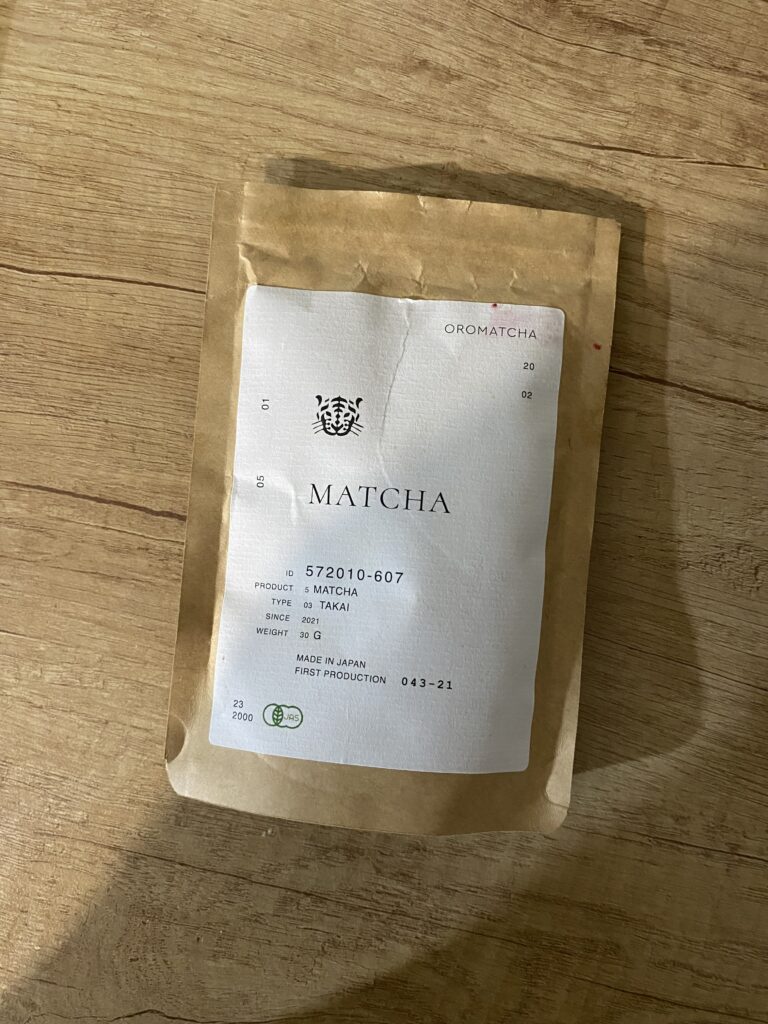 OROMATCHA
20
02
01
05
MATCHA
ID 572010-607
PRODUCT 5 MATCHA
TYPE 03 TAKAI
SINCE 2021
WEIGHT 30 G
MADE IN JAPAN
FIRST PRODUCTION 043-21
23
2000
JAS